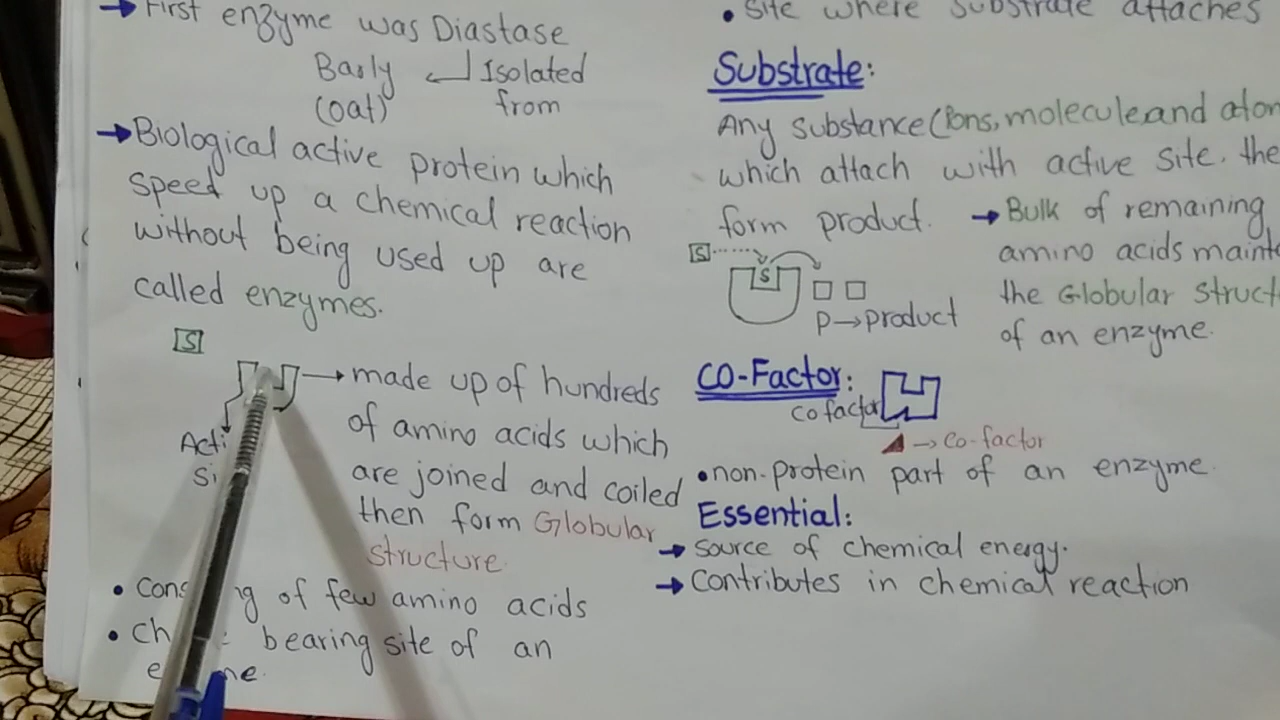 → First enzyme was Diastase
Barly ↵ Isolated
(oat) from
→ Biological active protein which
speed up a chemical reaction
without being used up are
called enzymes.
S
→ made up of hundreds
of amino acids which
are joined and coiled
then form Globular
structure
• of few amino acids
• bearing site of an
• Site where substrate attaches
Substrate:
Any substance (Ions, molecule and
which attach with active site. the
form product.
S
S
P → product
→ Bulk of remaining
amino acids
the Globular
of an enzyme.
CO-Factor:
Co factor
→ Co-factor
• non-protein part of an enzyme.
Essential:
→ source of chemical energy.
→ Contributes in chemical reaction